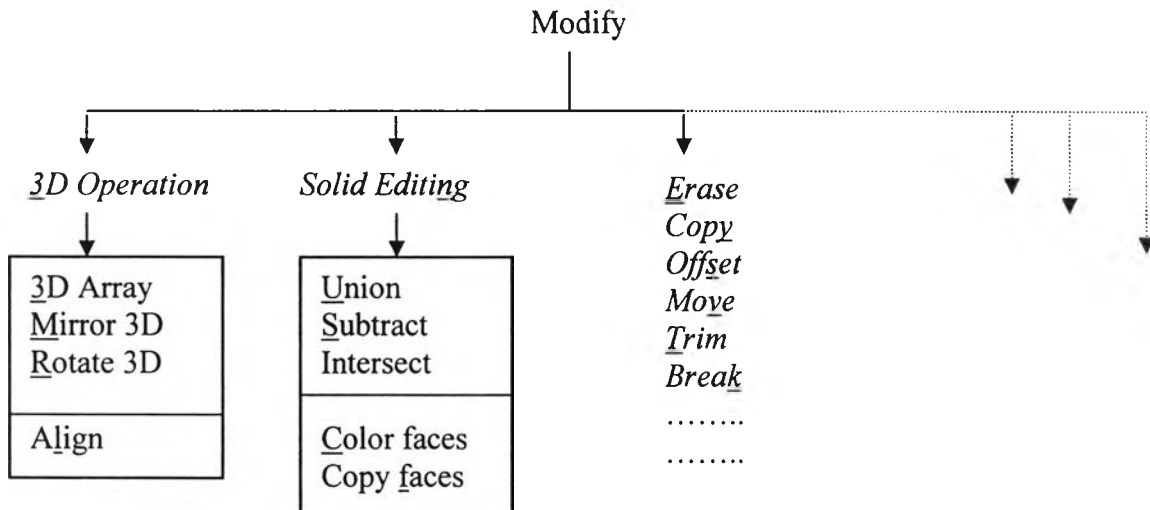 Modify
3D Operation
Solid Editing
3D Array
Mirror 3D
Rotate 3D
Align
Union
Subtract
Intersect
Color faces
Copy faces
Erase
Copy
Offset
Move
Trim
Break
……..
……..